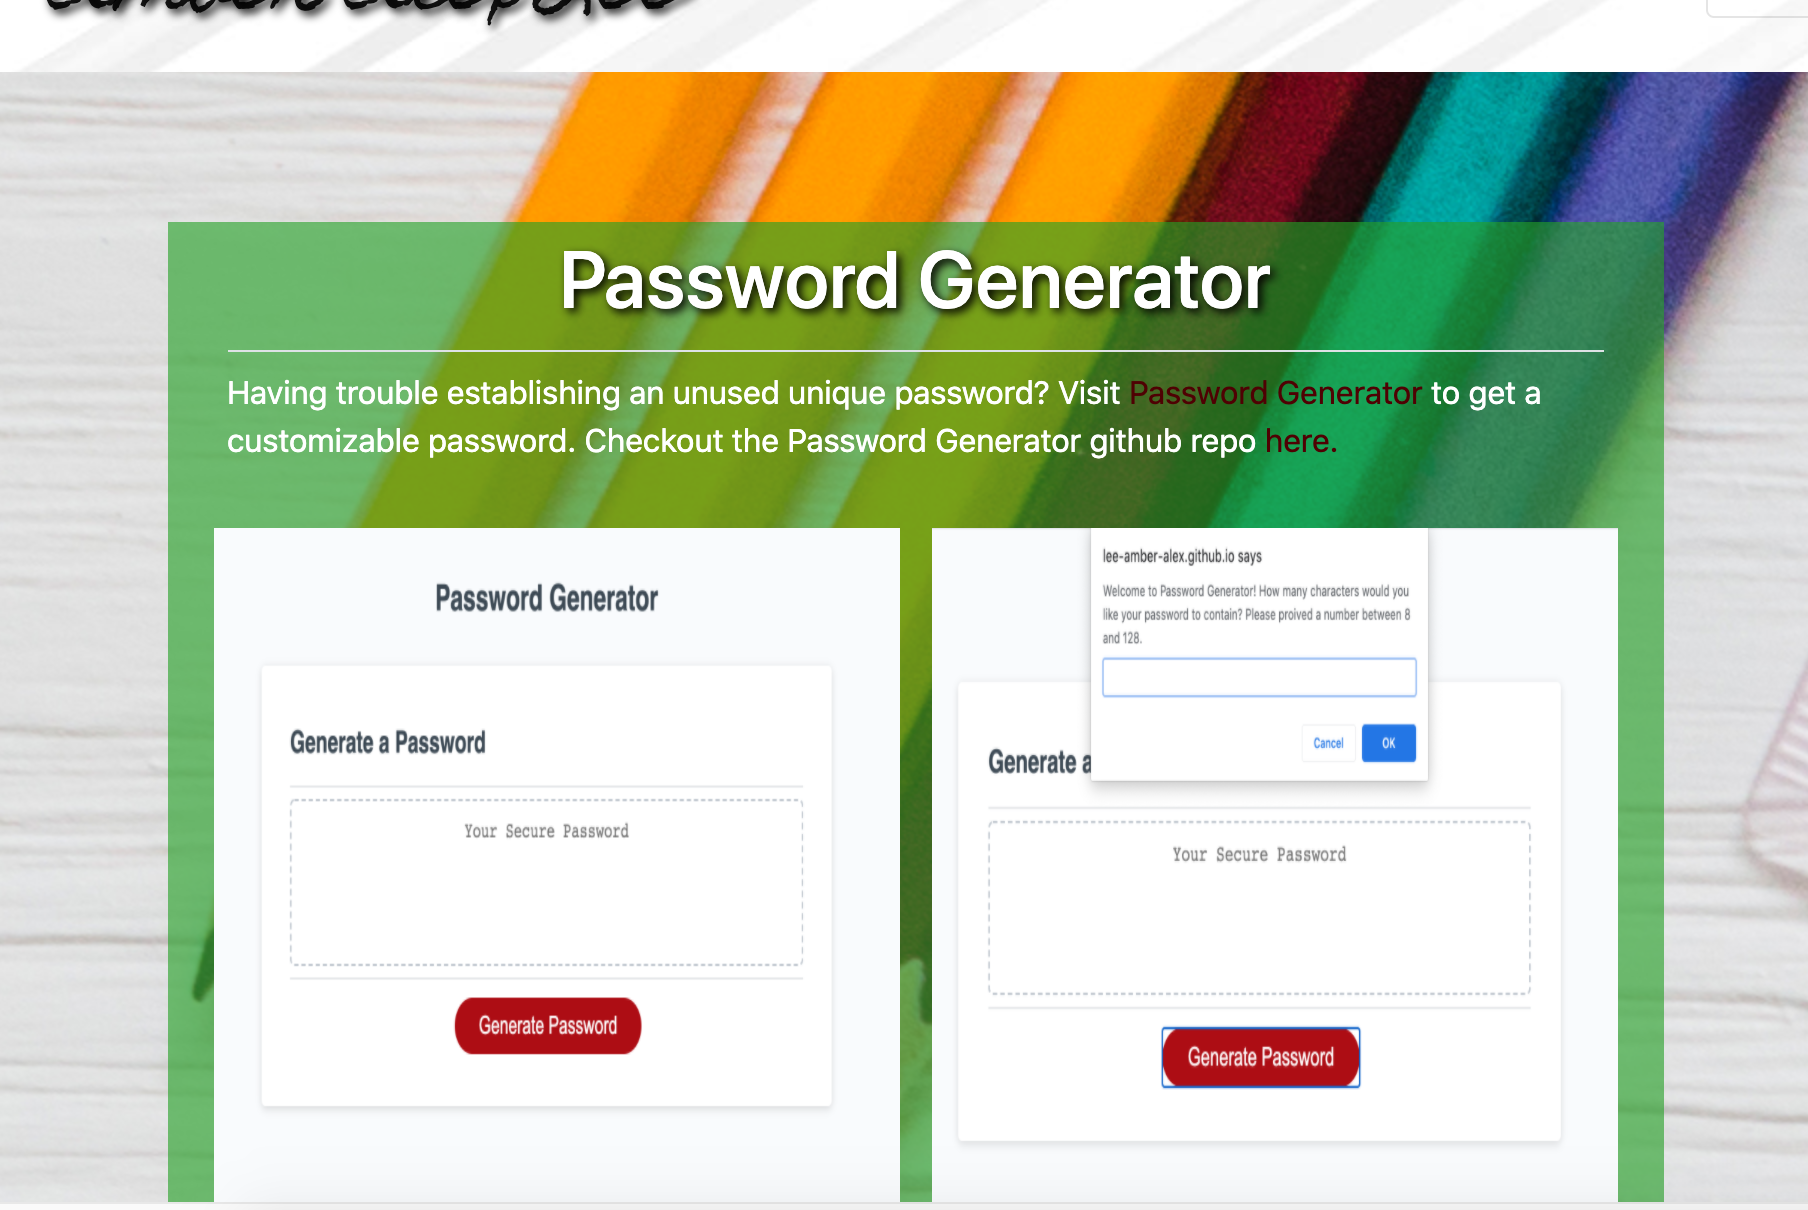 Password Generator
Having trouble establishing an unused unique password? Visit Password Generator to get a
customizable password. Checkout the Password Generator github repo here.
Password Generator
Generate a Password
Your Secure Password
Generate Password
lee-amber-alex.github.io says
Welcome to Password Generator! How many characters would you
like your password to contain? Please proived a number between 8
and 128.
Cancel
OK
Generate a
Your Secure Password
Generate Password